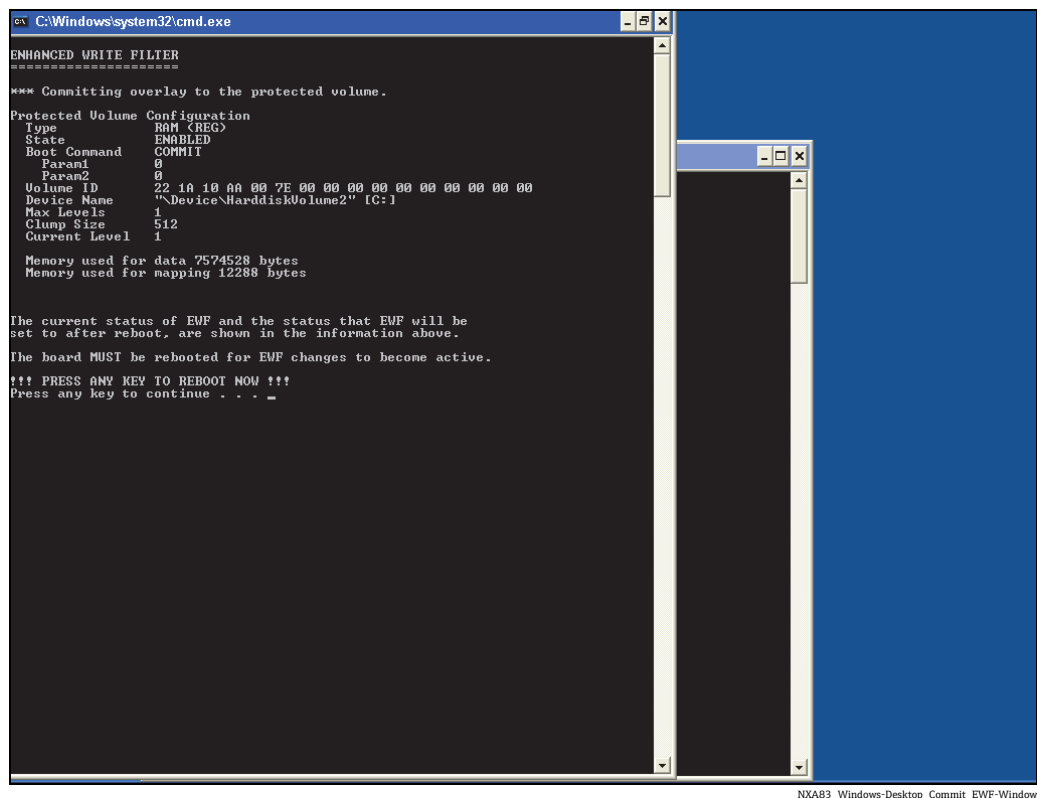 C:\Windows\system32\cmd.exe
ENHANCED WRITE FILTER
=====================
*** Committing overlay to the protected volume.
Protected Volume Configuration
Type RAM (REG)
State ENABLED
Boot Command COMMIT
Param1 0
Param2 0
Volume ID 22 1A 10 AA 00 7E 00 00 00 00 00 00 00 00 00 00
Device Name "\Device\HarddiskVolume2" [C:]
Max Levels 1
Clump Size 512
Current Level 1
Memory used for data 7574528 bytes
Memory used for mapping 12288 bytes
The current status of EWF and the status that EWF will be
set to after reboot, are shown in the information above.
The board MUST be rebooted for EWF changes to become active.
!!! PRESS ANY KEY TO REBOOT NOW !!!
Press any key to continue . . . _
NXA83_Windows-Desktop_Commit_EWF-Window